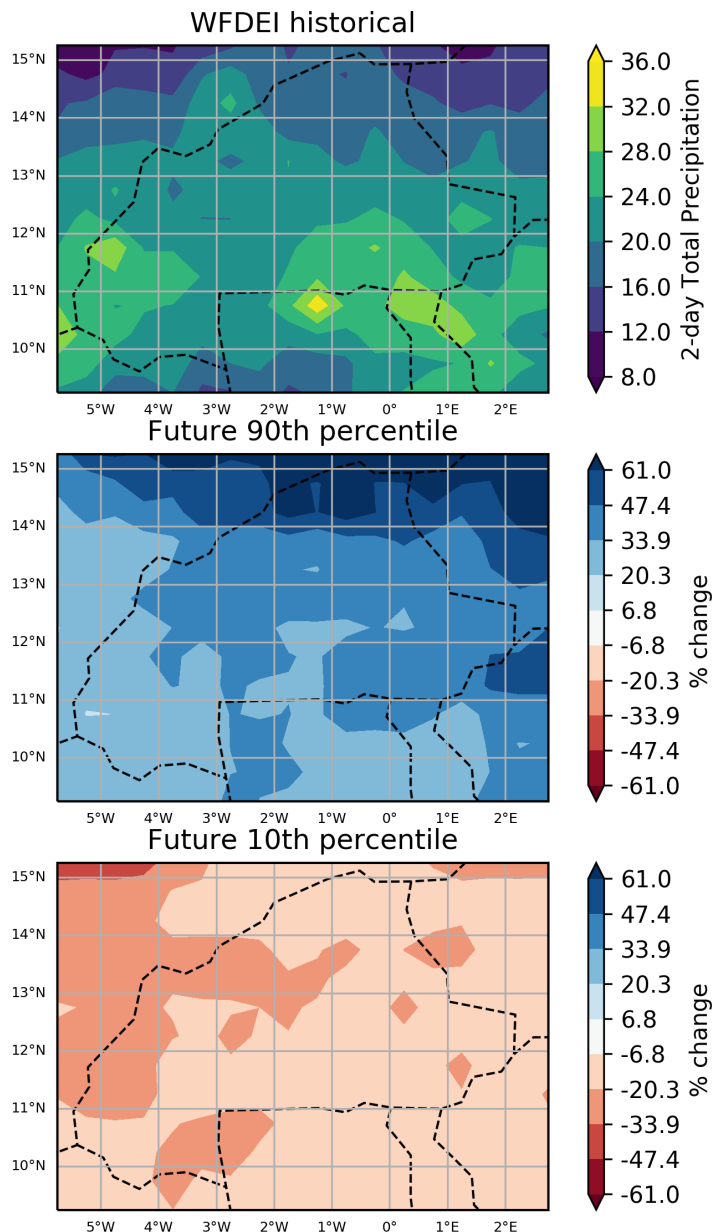 WFDEI historical
15°N
14°N
13°N
12°N
11°N
10°N
5°W 4°W 3°W 2°W 1°W 0° 1°E 2°E
36.0
32.0
28.0
24.0
20.0
16.0
12.0
8.0
2-day Total Precipitation
Future 90th percentile
15°N
14°N
13°N
12°N
11°N
10°N
5°W 4°W 3°W 2°W 1°W 0° 1°E 2°E
61.0
47.4
33.9
20.3
6.8
-6.8
-20.3
-33.9
-47.4
-61.0
% change
Future 10th percentile
15°N
14°N
13°N
12°N
11°N
10°N
5°W 4°W 3°W 2°W 1°W 0° 1°E 2°E
61.0
47.4
33.9
20.3
6.8
-6.8
-20.3
-33.9
-47.4
-61.0
% change